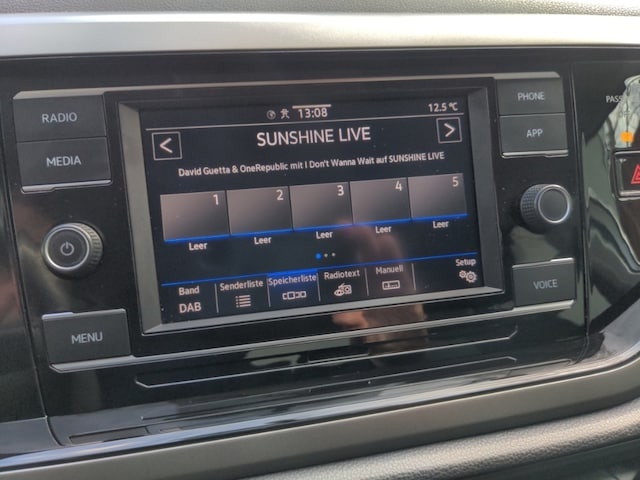 RADIO
MEDIA
MENU
13:08
12.5 °C
< SUNSHINE LIVE >
David Guetta & OneRepublic mit I Don't Wanna Wait auf SUNSHINE LIVE
1 2 3 4 5
Leer Leer Leer Leer Leer
Band Senderliste Speicherliste Radiotext Manuell Setup
DAB
PHONE
APP
VOICE
PASS